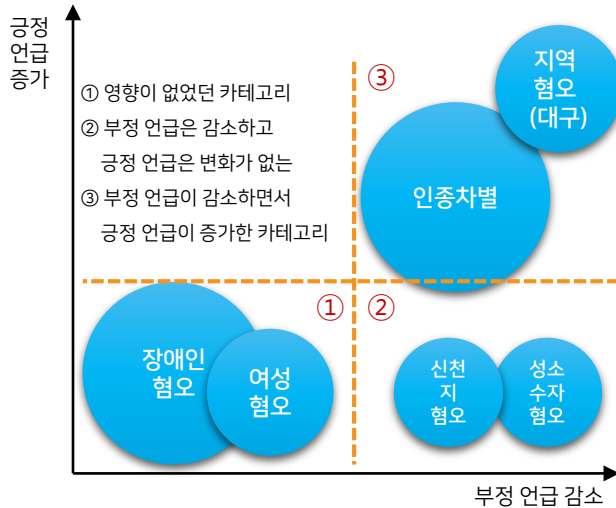 긍정
언급
증가
① 영향이 없었던 카테고리
② 부정 언급은 감소하고
긍정 언급은 변화가 없는
③ 부정 언급이 감소하면서
긍정 언급이 증가한 카테고리
③
지역
혐오
(대구)
인종차별
①
②
장애인
혐오
여성
혐오
신천
지
혐오
성소
수자
혐오
부정 언급 감소